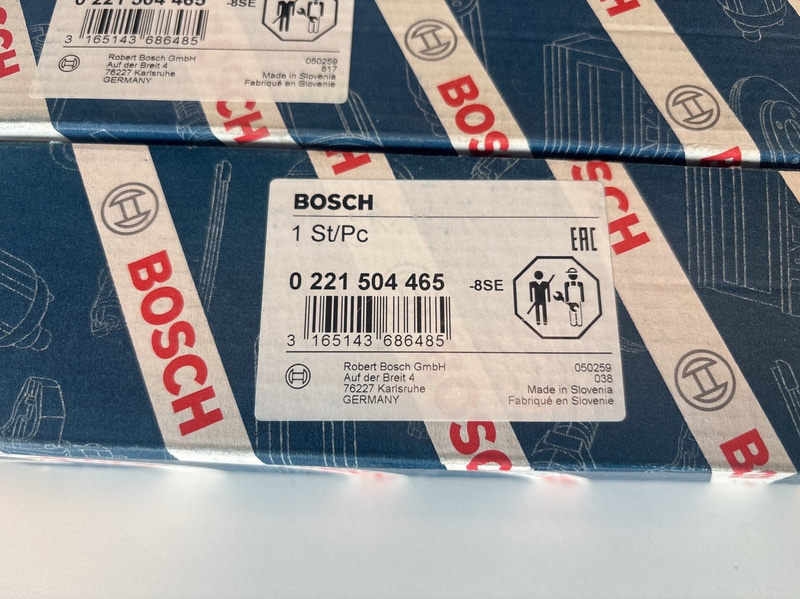 0 221 504 465 -8SE
3 165143 686485
Robert Bosch GmbH
Auf der Breit 4
76227 Karlsruhe
GERMANY
050259
817
Made in Slovenia
Fabriqué en Slovenie
BOSCH
BOSCH
1 St/Pc
EAC
0 221 504 465 -8SE
3 165143 686485
Robert Bosch GmbH
Auf der Breit 4
76227 Karlsruhe
GERMANY
050259
038
Made in Slovenia
Fabriqué en Slovenie
BOSCH